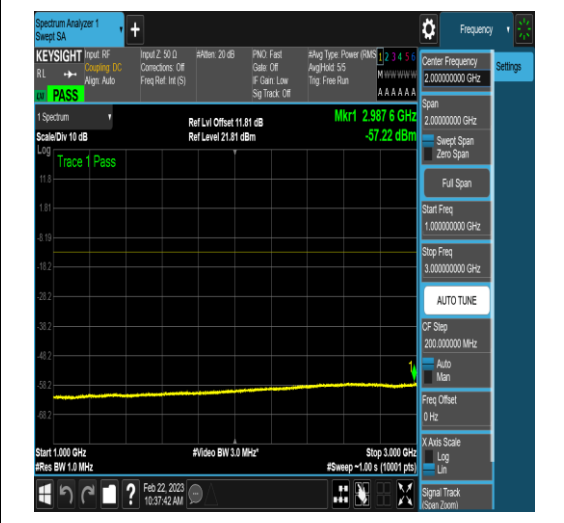 Spectrum Analyzer 1
Swept SA
+
Frequency
KEYSIGHT
RL
PASS
Input: RF
Coupling: DC
Align: Auto
Input Z: 50 Ω
Corrections: Off
Freq Ref: Int (S)
#Atten: 20 dB
PNO: Fast
Gate: Off
IF Gain: Low
Sig Track: Off
#Avg Type: Power (RMS
Avg|Hold: 5/5
Trig: Free Run
1 2 3 4 5 6
M W W W W W
A A A A A A
1 Spectrum
Scale/Div 10 dB
Ref Lvl Offset 11.81 dB
Ref Level 21.81 dBm
Mkr1 2.987 6 GHz
-57.22 dBm
Log
Trace 1 Pass
11.8
1.81
-8.19
-18.2
-28.2
-38.2
-48.2
-58.2
-68.2
1
Start 1.000 GHz
#Res BW 1.0 MHz
#Video BW 3.0 MHz*
Stop 3.000 GHz
#Sweep ~1.00 s (10001 pts)
?
Feb 22, 2023
10:37:42 AM
Center Frequency
2.000000000 GHz
Settings
Span
2.00000000 GHz
Swept Span
Zero Span
Full Span
Start Freq
1.000000000 GHz
Stop Freq
3.000000000 GHz
AUTO TUNE
CF Step
200.000000 MHz
Auto
Man
Freq Offset
0 Hz
X Axis Scale
Log
Lin
Signal Track
(Span Zoom)